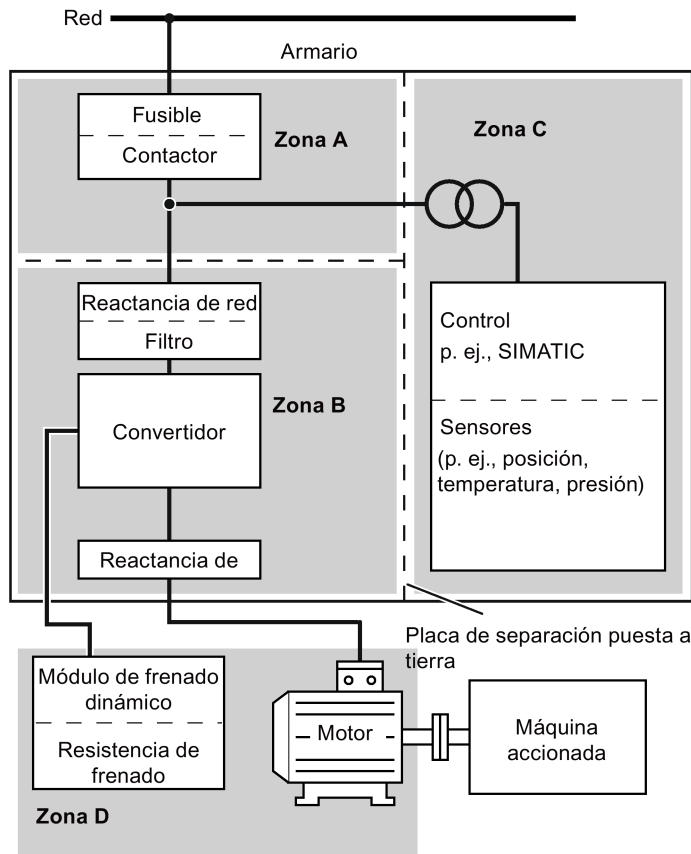 Red
Armario
Fusible
Contactor
Zona A
Zona C
Reactancia de red
Filtro
Convertidor
Zona B
Reactancia de
Control
p. ej., SIMATIC
Sensores
(p. ej., posición,
temperatura, presión)
Placa de separación puesta a
tierra
Módulo de frenado
dinámico
Resistencia de
frenado
Zona D
Motor
Máquina
accionada